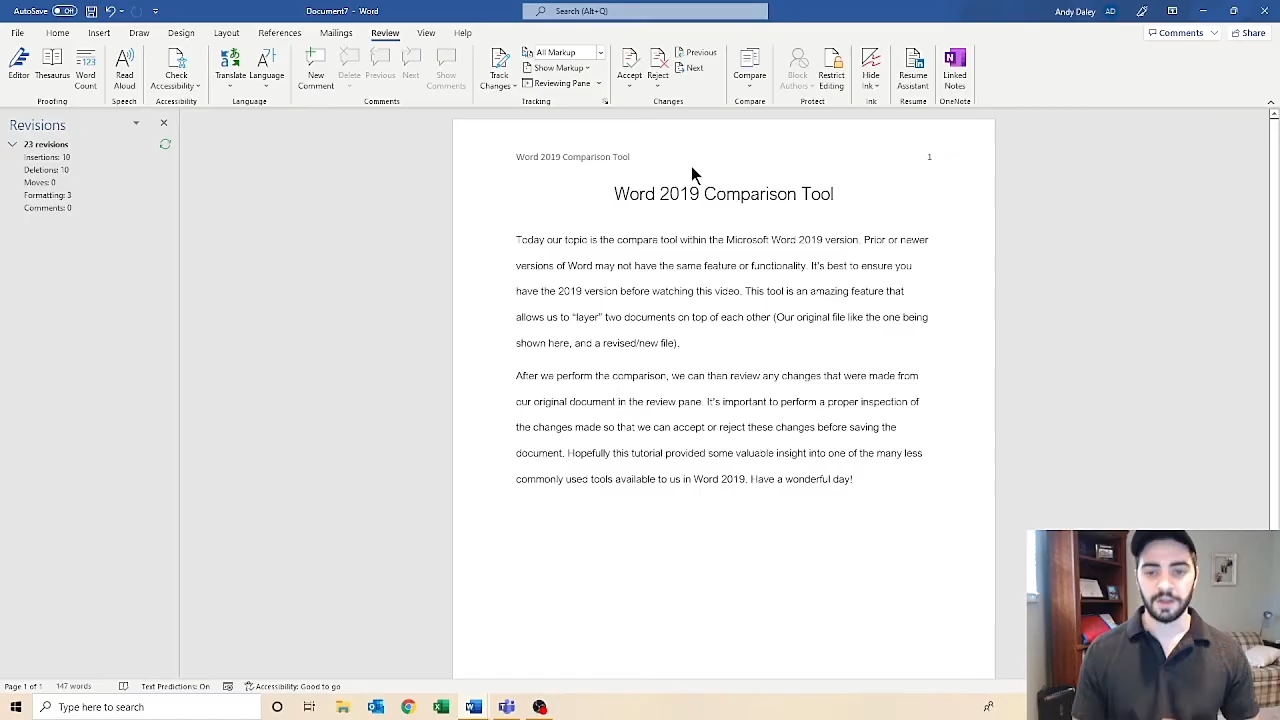 AutoSave Off
Document7 - Word
Search (Alt+Q)
Andy Daley AD
File Home Insert Draw Design Layout References Mailings Review View Help
Comments Share
Editor Thesaurus Word Count
Proofing
Read Aloud
Speech
Check Accessibility
Accessibility
Translate Language
Language
New Comment Delete Previous Next Show Comments
Comments
Track Changes
All Markup
Show Markup
Reviewing Pane
Tracking
Accept Reject
Previous
Next
Changes
Compare
Compare
Block Authors Restrict Editing
Protect
Hide Ink
Ink
Resume Assistant
Resume
Linked Notes
OneNote
Revisions
23 revisions
Insertions: 10
Deletions: 10
Moves: 0
Formatting: 3
Comments: 0
Word 2019 Comparison Tool 1
Word 2019 Comparison Tool
Today our topic is the compare tool within the Microsoft Word 2019 version. Prior or newer
versions of Word may not have the same feature or functionality. It's best to ensure you
have the 2019 version before watching this video. This tool is an amazing feature that
allows us to “layer” two documents on top of each other (Our original file like the one being
shown here, and a revised/new file).
After we perform the comparison, we can then review any changes that were made from
our original document in the review pane. It's important to perform a proper inspection of
the changes made so that we can accept or reject these changes before saving the
document. Hopefully this tutorial provided some valuable insight into one of the many less
commonly used tools available to us in Word 2019. Have a wonderful day!
Page 1 of 1 147 words Text Predictions: On Accessibility: Good to go
Type here to search